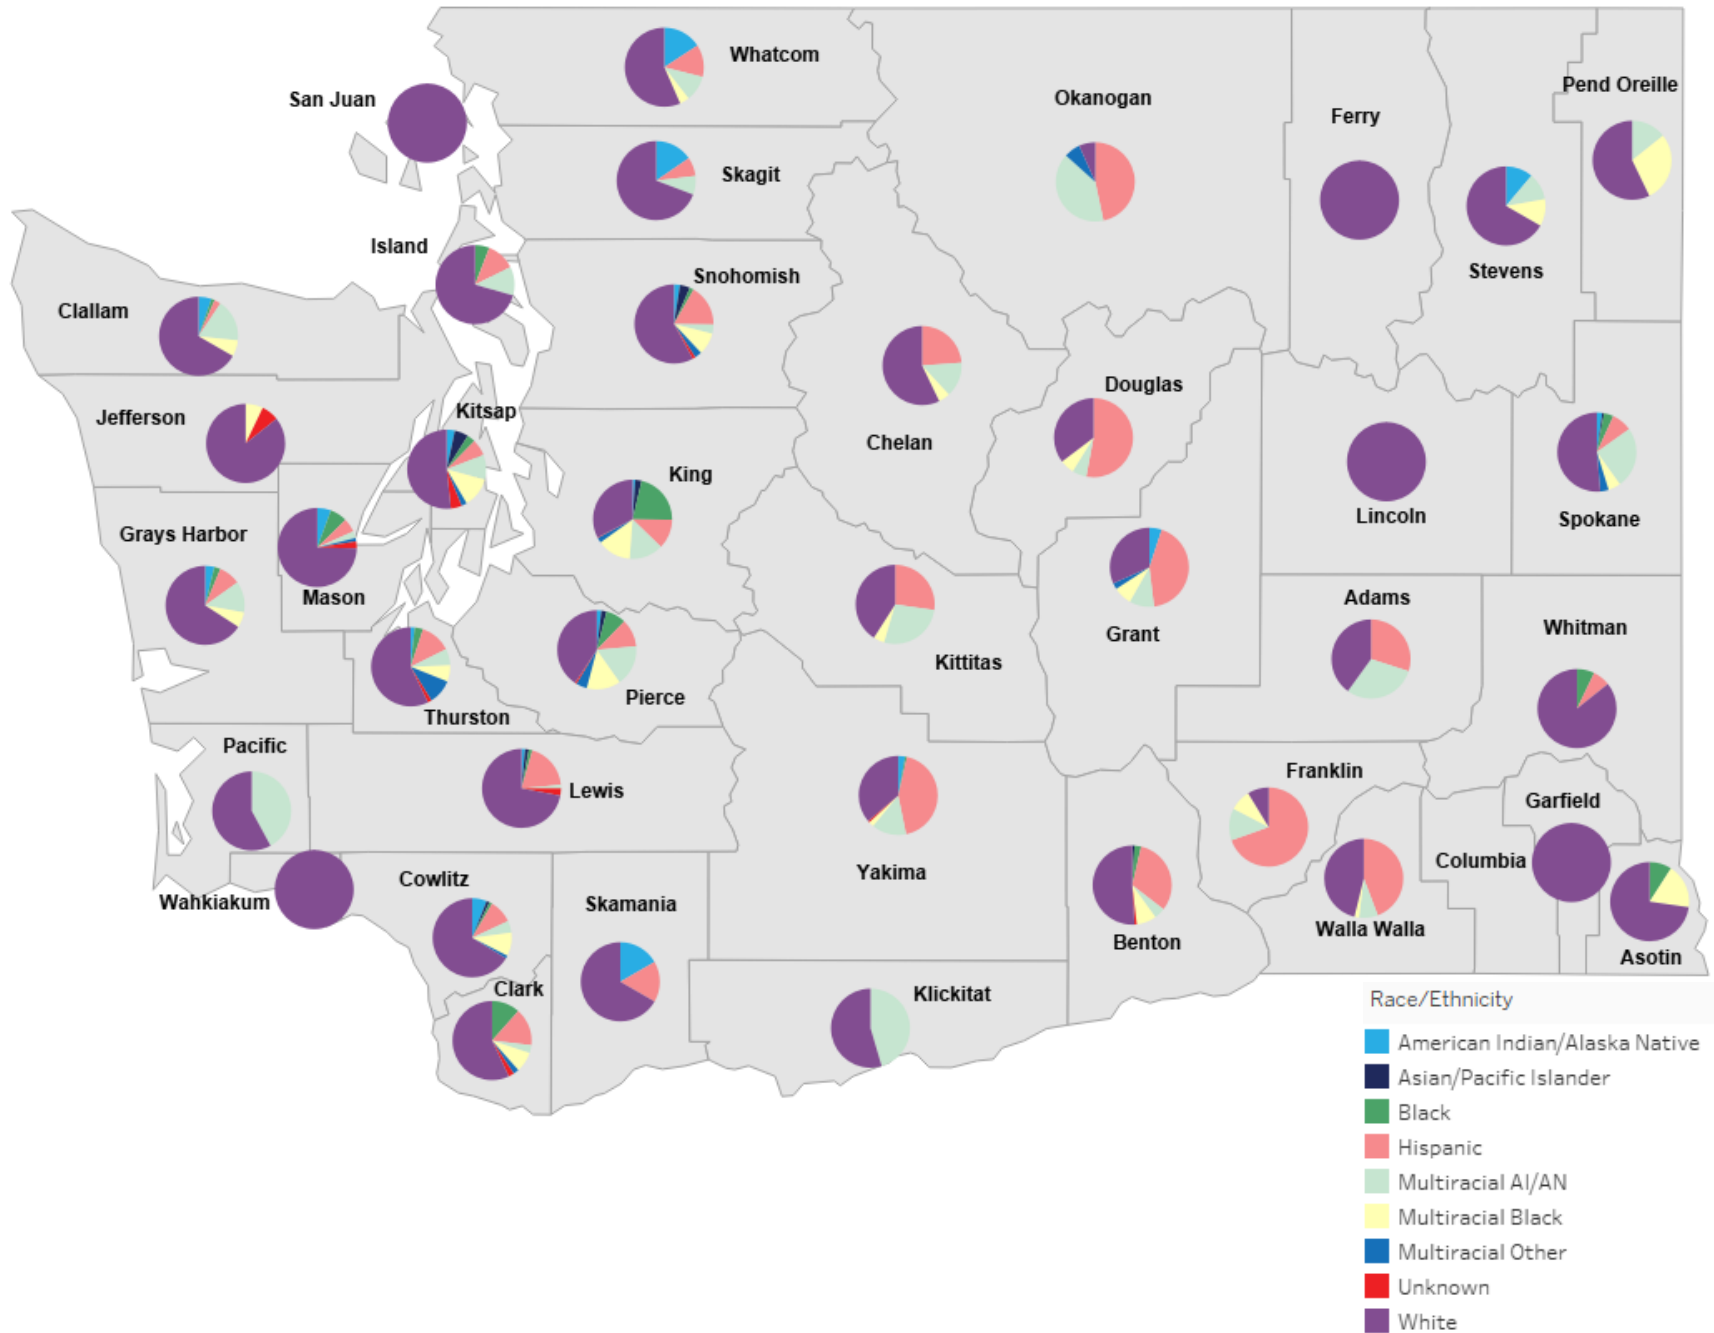 Whatcom
San Juan
Pend Oreille
Okanogan
Ferry
Skagit
Island
Stevens
Snohomish
Clallam
Douglas
Jefferson
Kitsap
Chelan
King
Lincoln
Spokane
Grays Harbor
Mason
Adams
Grant
Whitman
Kittitas
Pierce
Thurston
Pacific
Franklin
Lewis
Garfield
Columbia
Yakima
Cowlitz
Wahkiakum
Skamania
Walla Walla
Benton
Asotin
Clark
Klickitat
Race/Ethnicity
American Indian/Alaska Native
Asian/Pacific Islander
Black
Hispanic
Multiracial AI/AN
Multiracial Black
Multiracial Other
Unknown
White